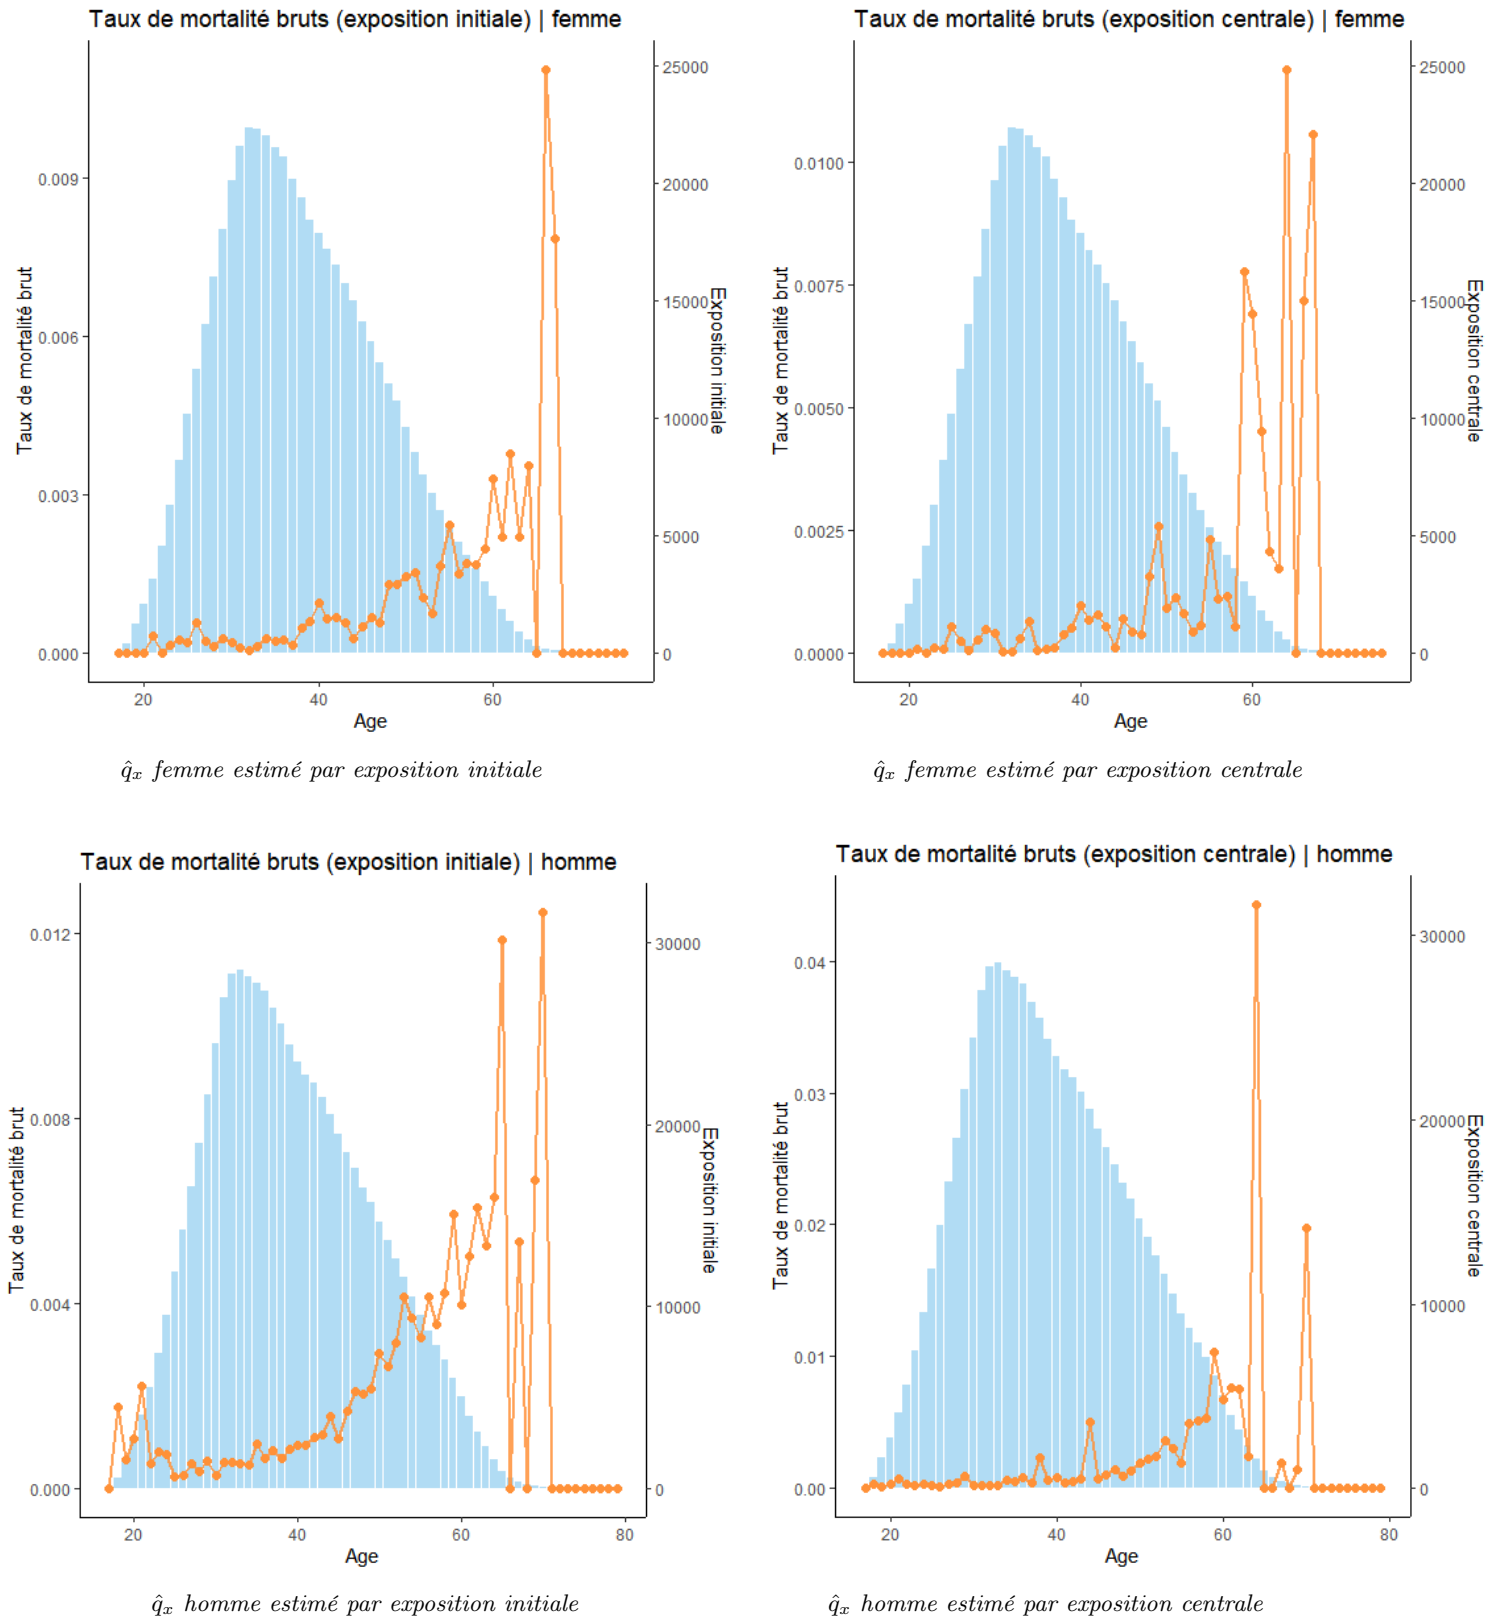 Taux de mortalité bruts (exposition initiale) | femme
Taux de mortalité brut
0.009
0.006
0.003
0.000
25000
20000
15000
10000
5000
0
Exposition initiale
20 40 60
Age
q̂ₓ femme estimé par exposition initiale
Taux de mortalité bruts (exposition centrale) | femme
Taux de mortalité brut
0.0100
0.0075
0.0050
0.0025
0.0000
25000
20000
15000
10000
5000
0
Exposition centrale
20 40 60
Age
q̂ₓ femme estimé par exposition centrale
Taux de mortalité bruts (exposition initiale) | homme
Taux de mortalité brut
0.012
0.008
0.004
0.000
30000
20000
10000
0
Exposition initiale
20 40 60 80
Age
q̂ₓ homme estimé par exposition initiale
Taux de mortalité bruts (exposition centrale) | homme
Taux de mortalité brut
0.04
0.03
0.02
0.01
0.00
30000
20000
10000
0
Exposition centrale
20 40 60 80
Age
q̂ₓ homme estimé par exposition centrale